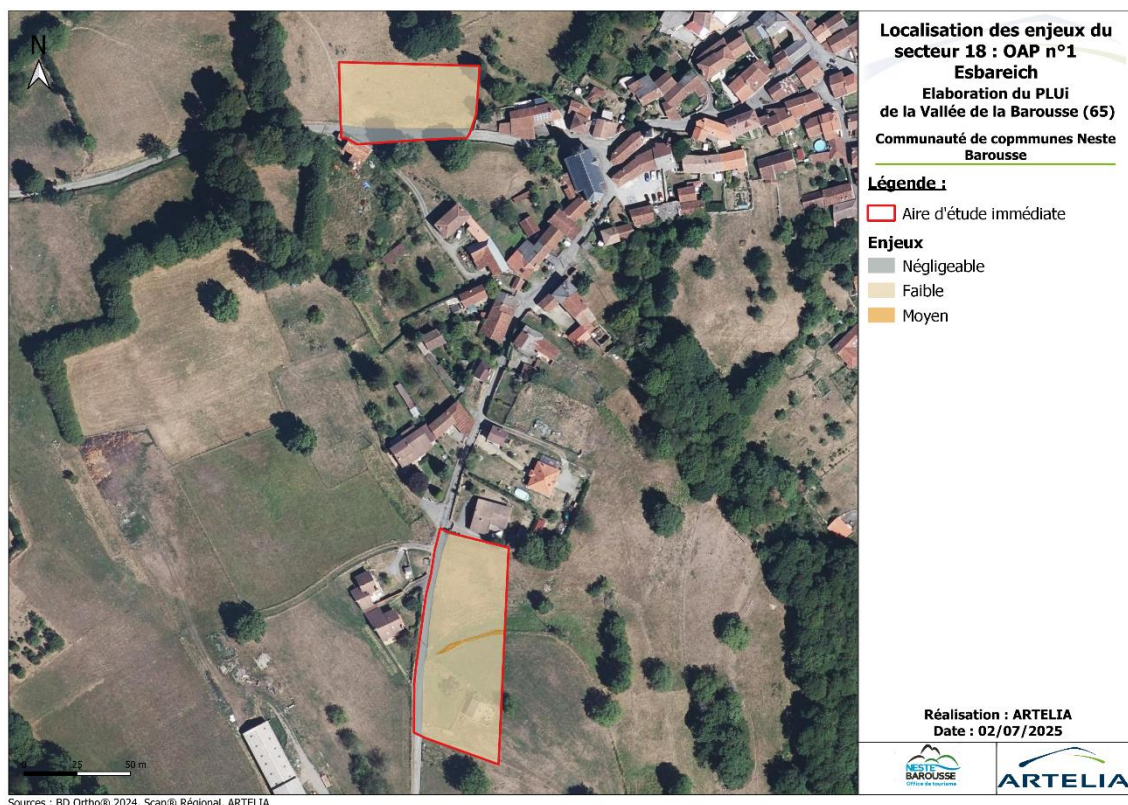 N
0 25 50 m
Sources : BD Ortho® 2024, Scan® Régional, ARTELIA
Localisation des enjeux du
secteur 18 : OAP n°1
Esbareich
Elaboration du PLUi
de la Vallée de la Barousse (65)
Communauté de copmmunes Neste
Barousse
Légende :
Aire d'étude immédiate
Enjeux
Négligeable
Faible
Moyen
Réalisation : ARTELIA
Date : 02/07/2025
NESTE
BAROUSSE
Office de tourisme
ARTELIA